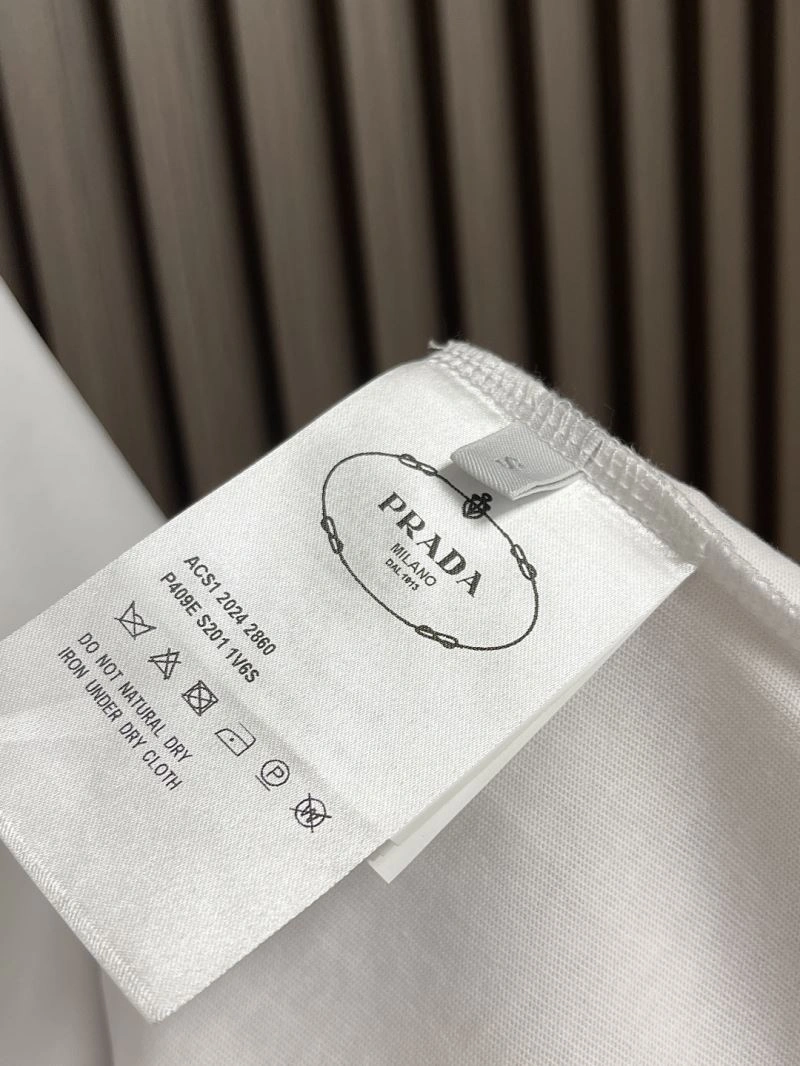 S
PRADA
MILANO
DAL 1913
ACS1 2024 2860
P409E S201 1V6S
P
W
DO NOT NATURAL DRY
IRON UNDER DRY CLOTH